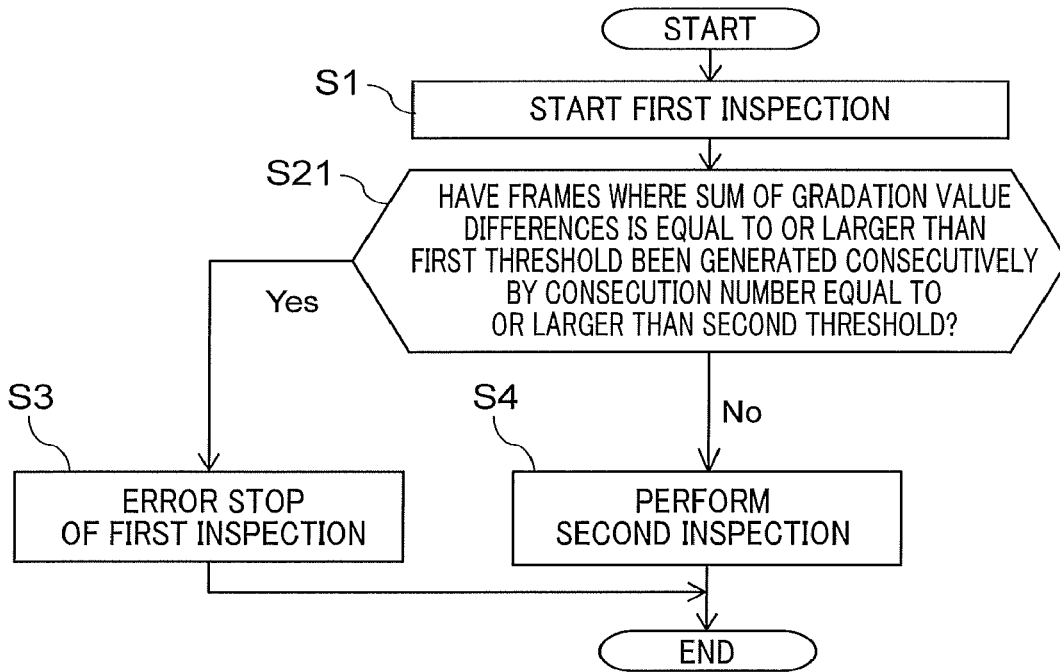 START
S1
START FIRST INSPECTION
S21
HAVE FRAMES WHERE SUM OF GRADATION VALUE
DIFFERENCES IS EQUAL TO OR LARGER THAN
FIRST THRESHOLD BEEN GENERATED CONSECUTIVELY
BY CONSECUTION NUMBER EQUAL TO
OR LARGER THAN SECOND THRESHOLD?
Yes
No
S3
ERROR STOP
OF FIRST INSPECTION
S4
PERFORM
SECOND INSPECTION
END